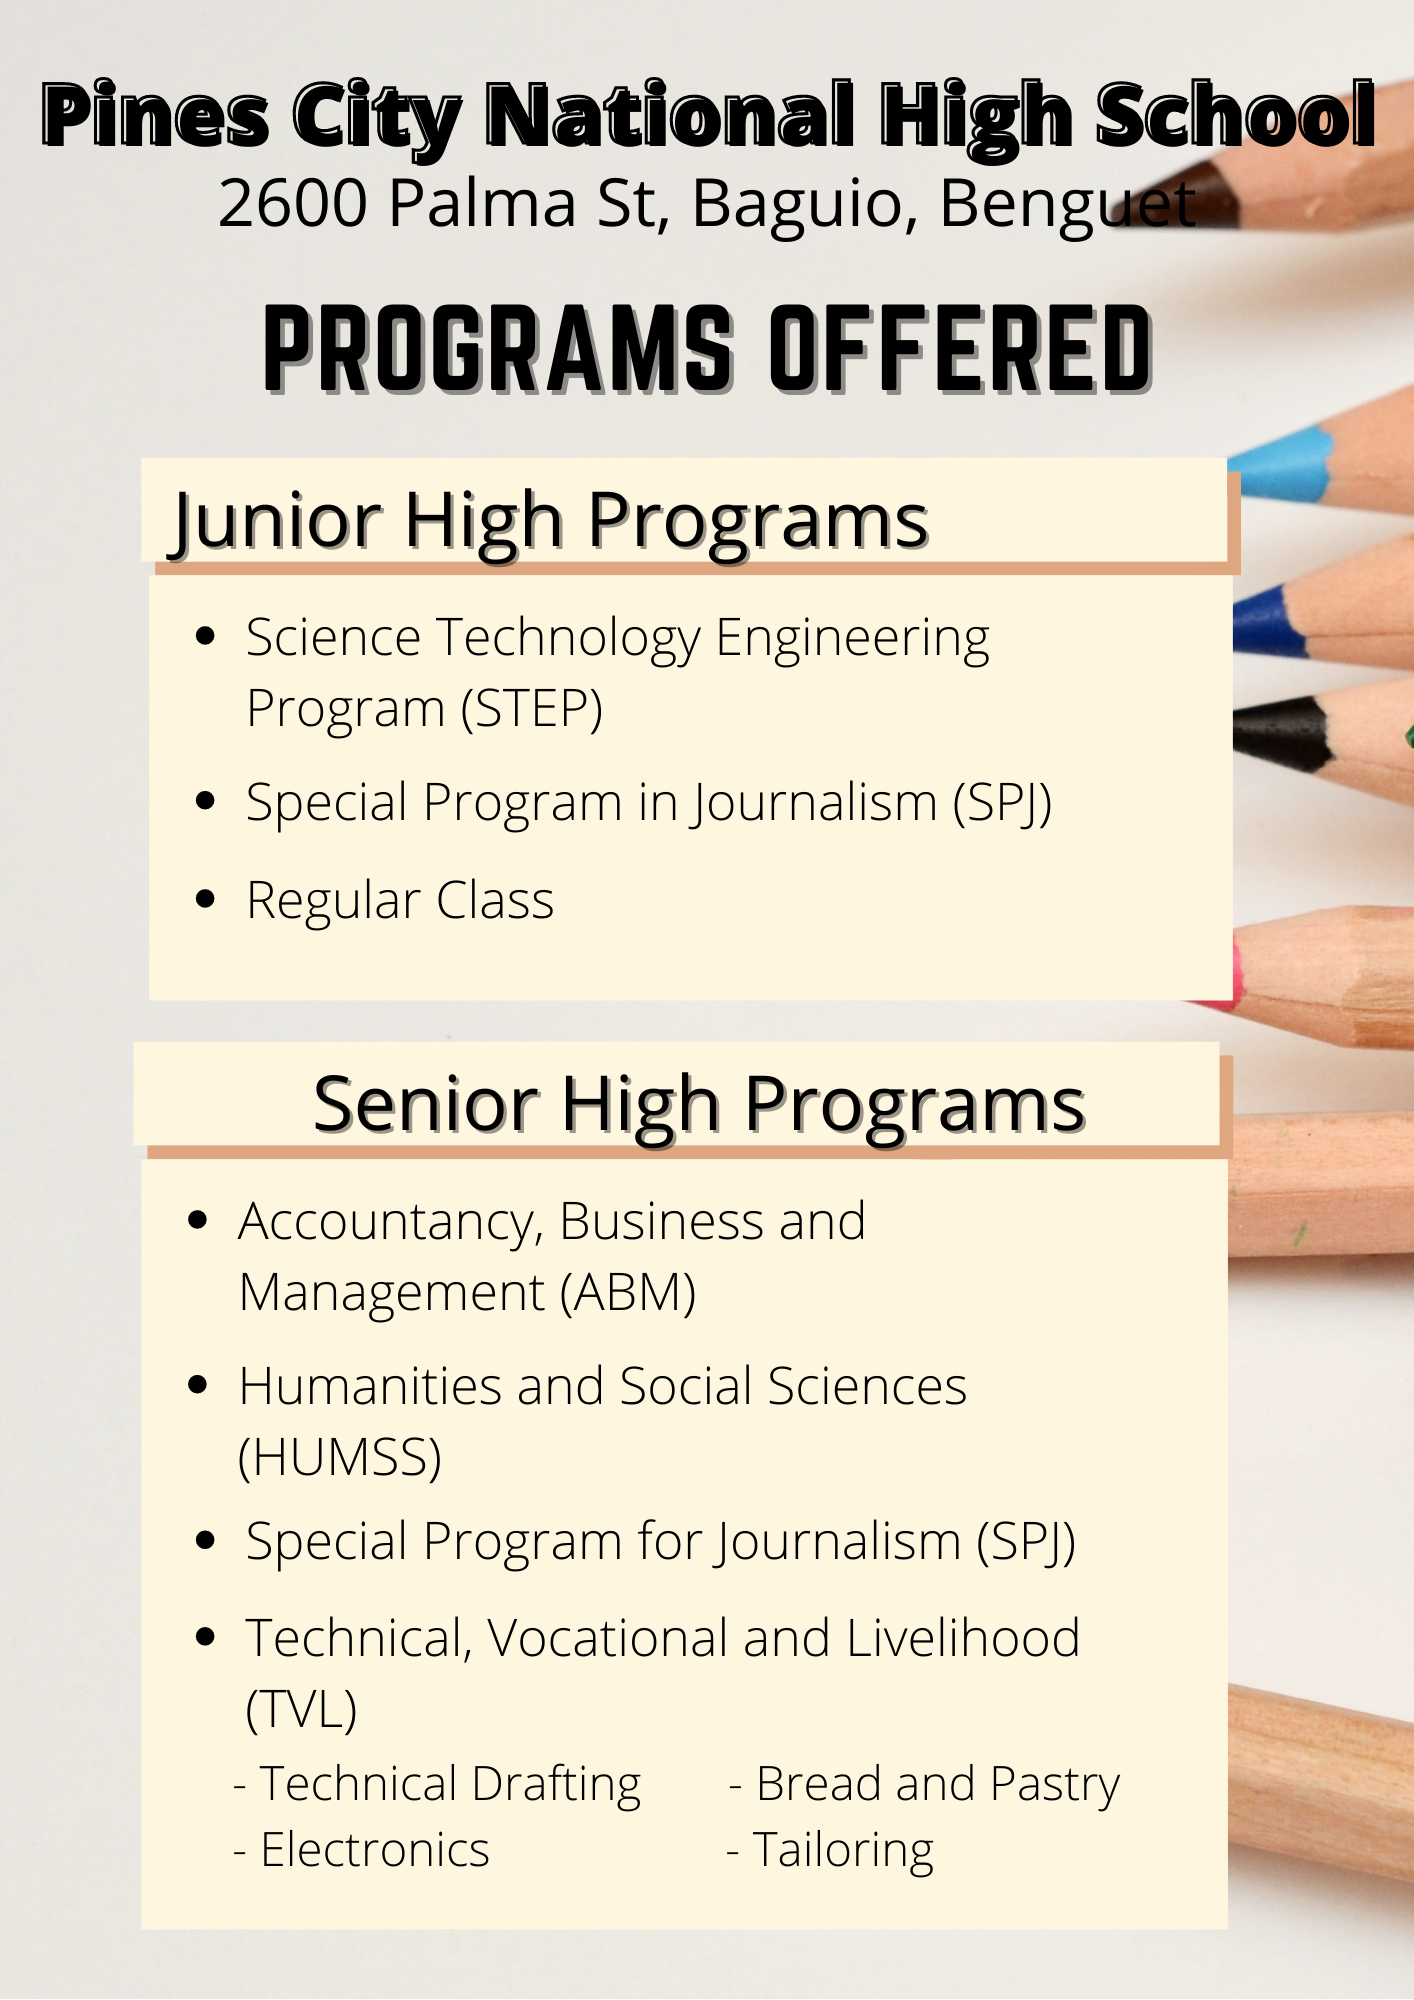 Pines City National High School
2600 Palma St, Baguio, Benguet
PROGRAMS OFFERED
Junior High Programs
• Science Technology Engineering
Program (STEP)
• Special Program in Journalism (SPJ)
• Regular Class
Senior High Programs
• Accountancy, Business and
Management (ABM)
• Humanities and Social Sciences
(HUMSS)
• Special Program for Journalism (SPJ)
• Technical, Vocational and Livelihood
(TVL)
- Technical Drafting - Bread and Pastry
- Electronics - Tailoring